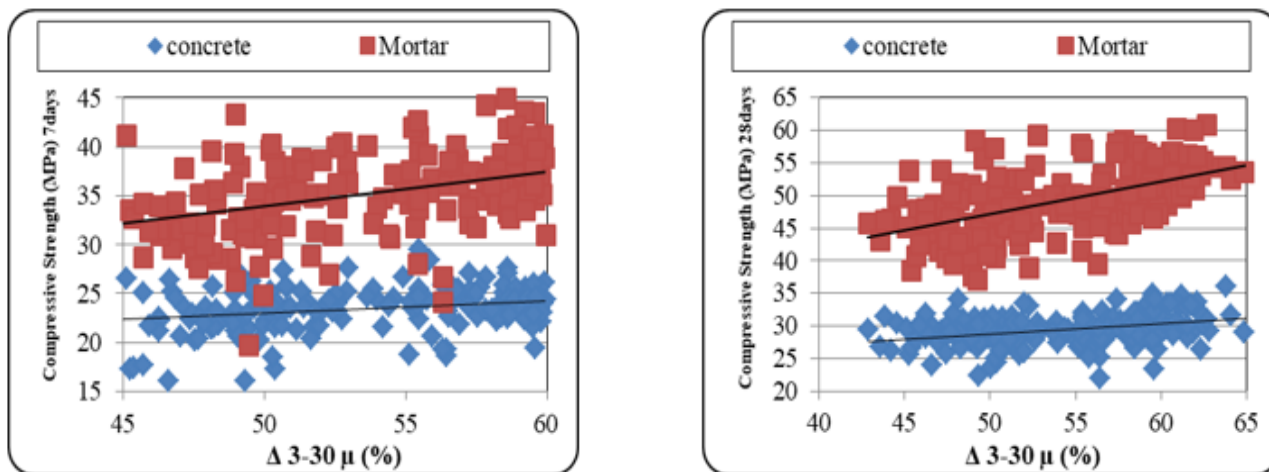 concrete Mortar
Compressive Strength (MPa) 7days
45
40
35
30
25
20
15
45 50 55 60
Δ 3-30 μ (%)
concrete Mortar
Compressive Strength (MPa) 28days
65
60
55
50
45
40
35
30
25
20
40 45 50 55 60 65
Δ 3-30 μ (%)